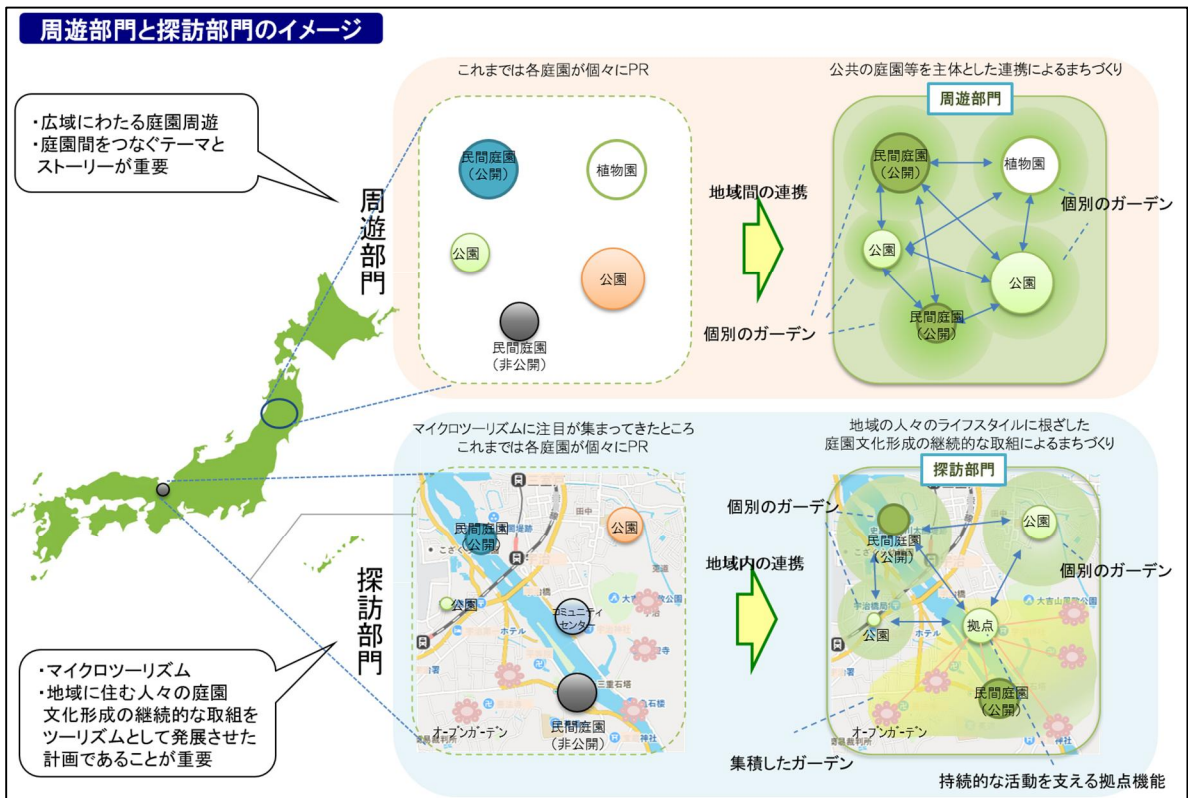 周遊部門と探訪部門のイメージ
・広域にわたる庭園周遊
・庭園間をつなぐテーマと
ストーリーが重要
周遊部門
これまでは各庭園が個々にPR
民間庭園
(公開)
植物園
公園
公園
民間庭園
(非公開)
地域間の連携
公共の庭園等を主体とした連携によるまちづくり
周遊部門
民間庭園
(公開)
植物園
個別のガーデン
公園
公園
民間庭園
(公開)
個別のガーデン
探訪部門
・マイクロツーリズム
・地域に住む人々の庭園
文化形成の継続的な取組を
ツーリズムとして発展させた
計画であることが重要
マイクロツーリズムに注目が集まってきたところ
これまでは各庭園が個々にPR
田中
民間庭園
(公開)
公園
公園
コミュニティ
センター
ホテル
三重石塔
民間庭園
(非公開)
オープンガーデン
神社
地域内の連携
地域の人々のライフスタイルに根ざした
庭園文化形成の継続的な取組によるまちづくり
探訪部門
個別のガーデン
田中
民間庭園
(公開)
公園
個別のガーデン
公園
拠点
ホテル
三重石塔
民間庭園
(公開)
オープンガーデン
神社
集積したガーデン
持続的な活動を支える拠点機能